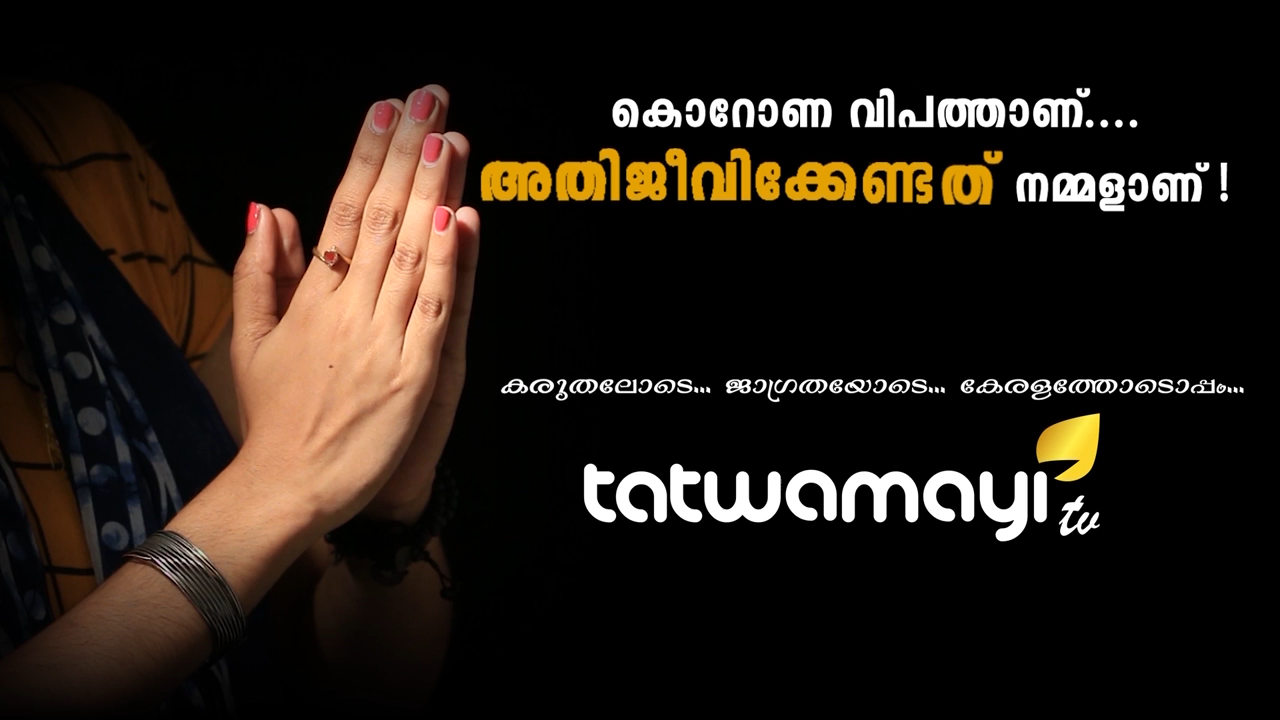 കൊറോണ വിപത്താണ്....
അതിജീവിക്കേണ്ടത് നമ്മളാണ് !
കരുതലോടെ... ജാഗ്രതയോടെ... കേരളത്തോടൊപ്പം...
tatwamayi
tv